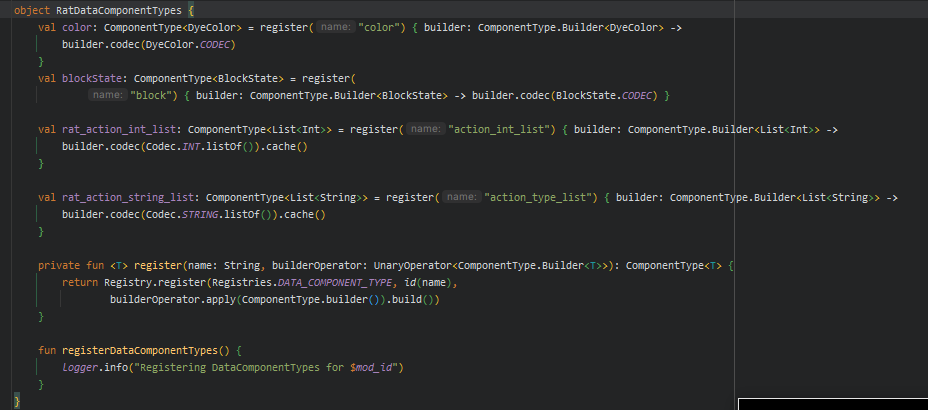 object RatDataComponentTypes {
val color: ComponentType<DyeColor> = register( name: "color") { builder: ComponentType.Builder<DyeColor> ->
builder.codec(DyeColor.CODEC)
}
val blockState: ComponentType<BlockState> = register(
name: "block") { builder: ComponentType.Builder<BlockState> -> builder.codec(BlockState.CODEC) }
val rat_action_int_list: ComponentType<List<Int>> = register( name: "action_int_list") { builder: ComponentType.Builder<List<Int>> ->
builder.codec(Codec.INT.listOf()).cache()
}
val rat_action_string_list: ComponentType<List<String>> = register( name: "action_type_list") { builder: ComponentType.Builder<List<String>> ->
builder.codec(Codec.STRING.listOf()).cache()
}
private fun <T> register(name: String, builderOperator: UnaryOperator<ComponentType.Builder<T>>): ComponentType<T> {
return Registry.register(Registries.DATA_COMPONENT_TYPE, id(name),
builderOperator.apply(ComponentType.builder()).build())
}
fun registerDataComponentTypes() {
Logger.info("Registering DataComponentTypes for $mod_id")
}
}